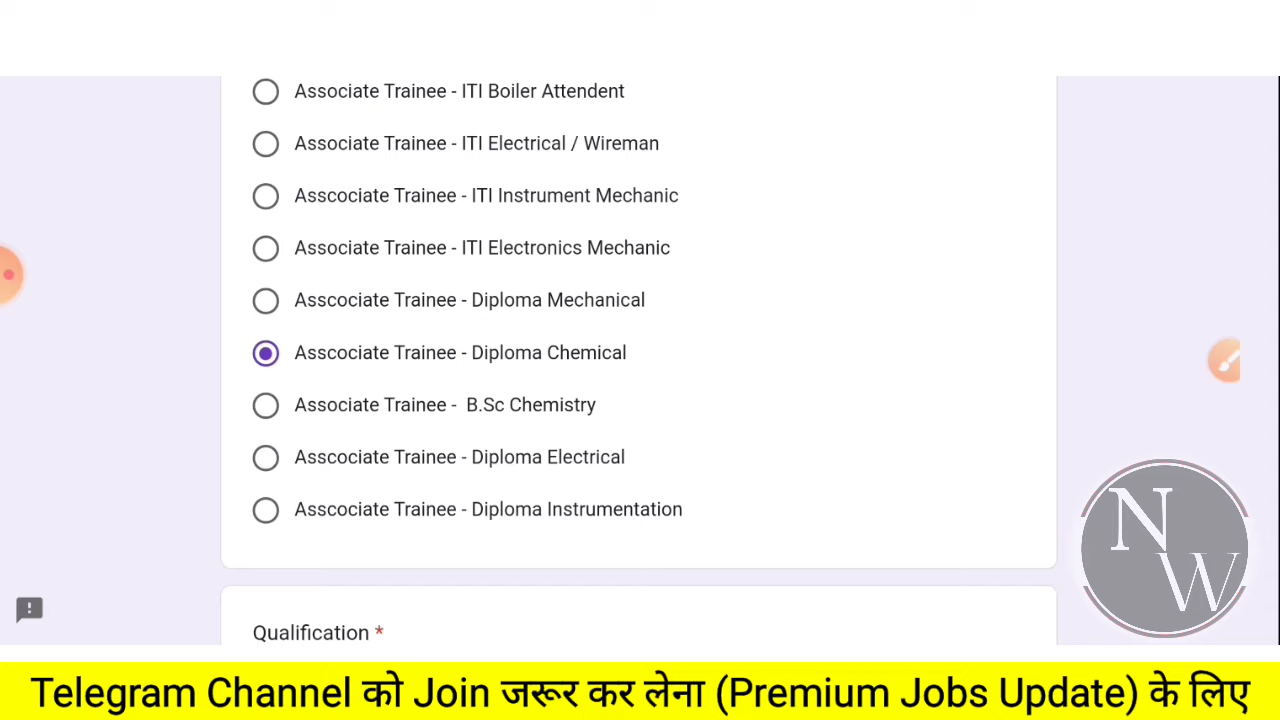 Associate Trainee - ITI Boiler Attendent
Associate Trainee - ITI Electrical / Wireman
Asscociate Trainee - ITI Instrument Mechanic
Associate Trainee - ITI Electronics Mechanic
Asscociate Trainee - Diploma Mechanical
Asscociate Trainee - Diploma Chemical
Associate Trainee - B.Sc Chemistry
Asscociate Trainee - Diploma Electrical
Asscociate Trainee - Diploma Instrumentation
N
W
Qualification *
Telegram Channel को Join जरूर कर लेना (Premium Jobs Update) के लिए